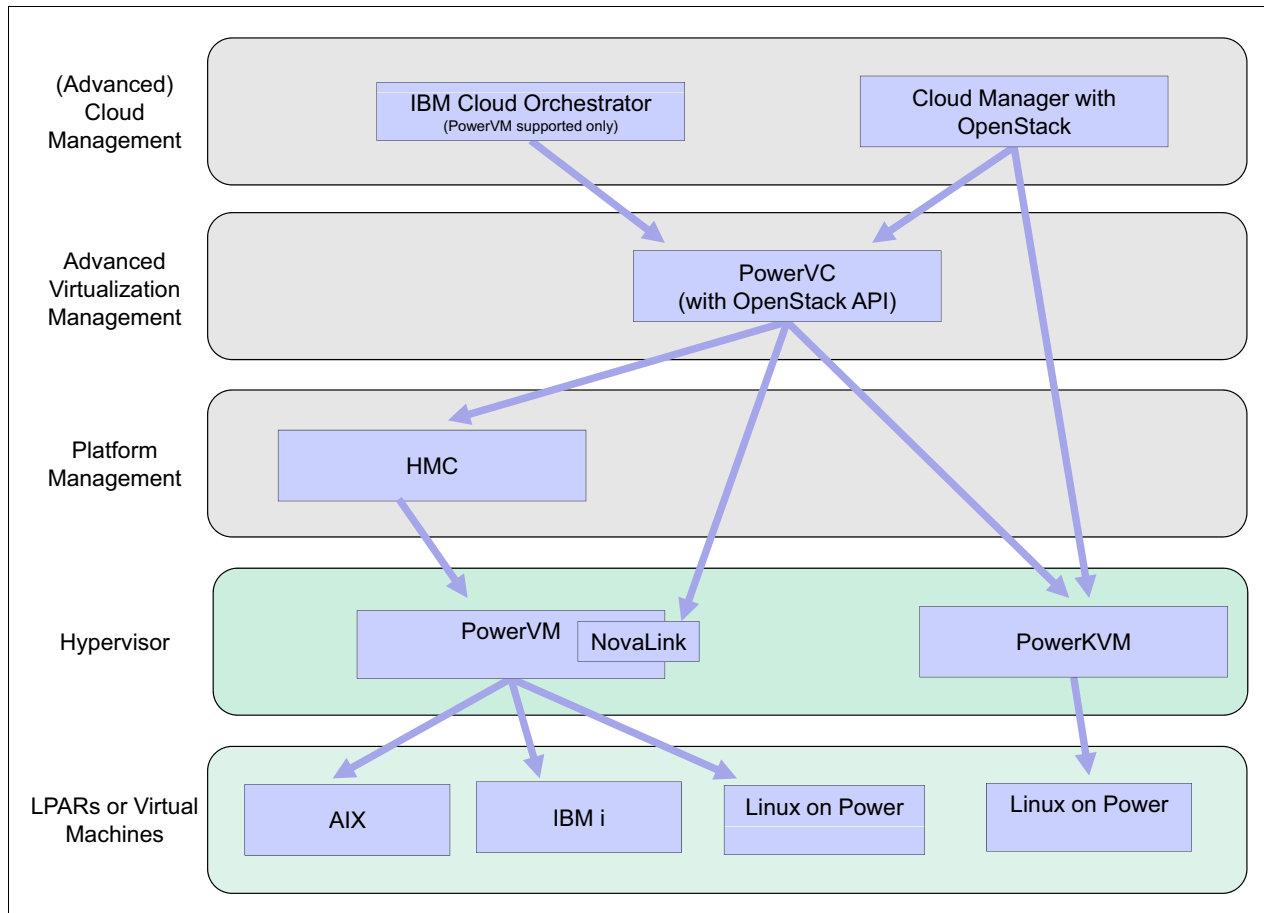 (Advanced)
Cloud
Management
IBM Cloud Orchestrator
(PowerVM supported only)
Cloud Manager with
OpenStack
Advanced
Virtualization
Management
PowerVC
(with OpenStack API)
Platform
Management
HMC
Hypervisor
PowerVM
NovaLink
PowerKVM
LPARs or Virtual
Machines
AIX
IBM i
Linux on Power
Linux on Power